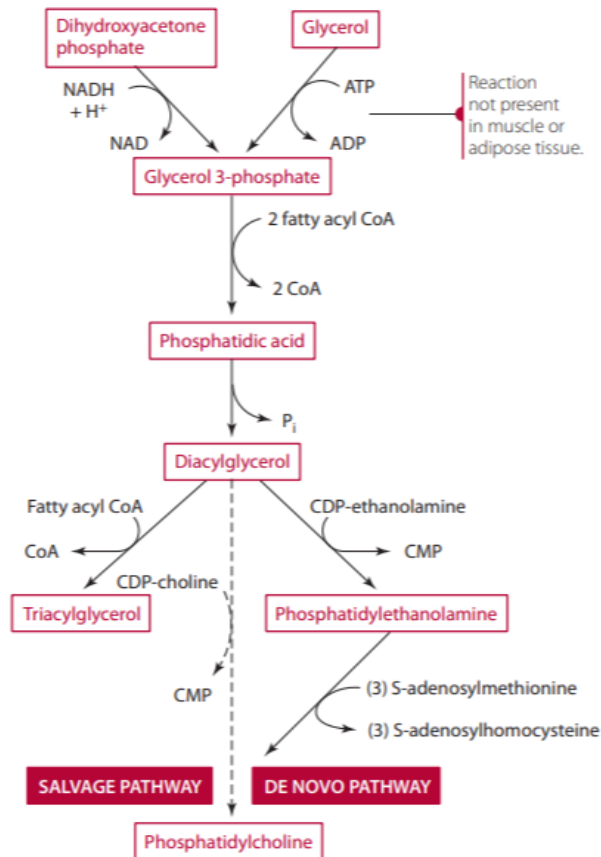 Dihydroxyacetone
phosphate
Glycerol
NADH
+ H⁺
NAD
ATP
ADP
Reaction
not present
in muscle or
adipose tissue.
Glycerol 3-phosphate
2 fatty acyl CoA
2 CoA
Phosphatidic acid
Pᵢ
Diacylglycerol
Fatty acyl CoA
CoA
CDP-ethanolamine
CMP
CDP-choline
CMP
Triacylglycerol
Phosphatidylethanolamine
(3) S-adenosylmethionine
(3) S-adenosylhomocysteine
SALVAGE PATHWAY
DE NOVO PATHWAY
Phosphatidylcholine